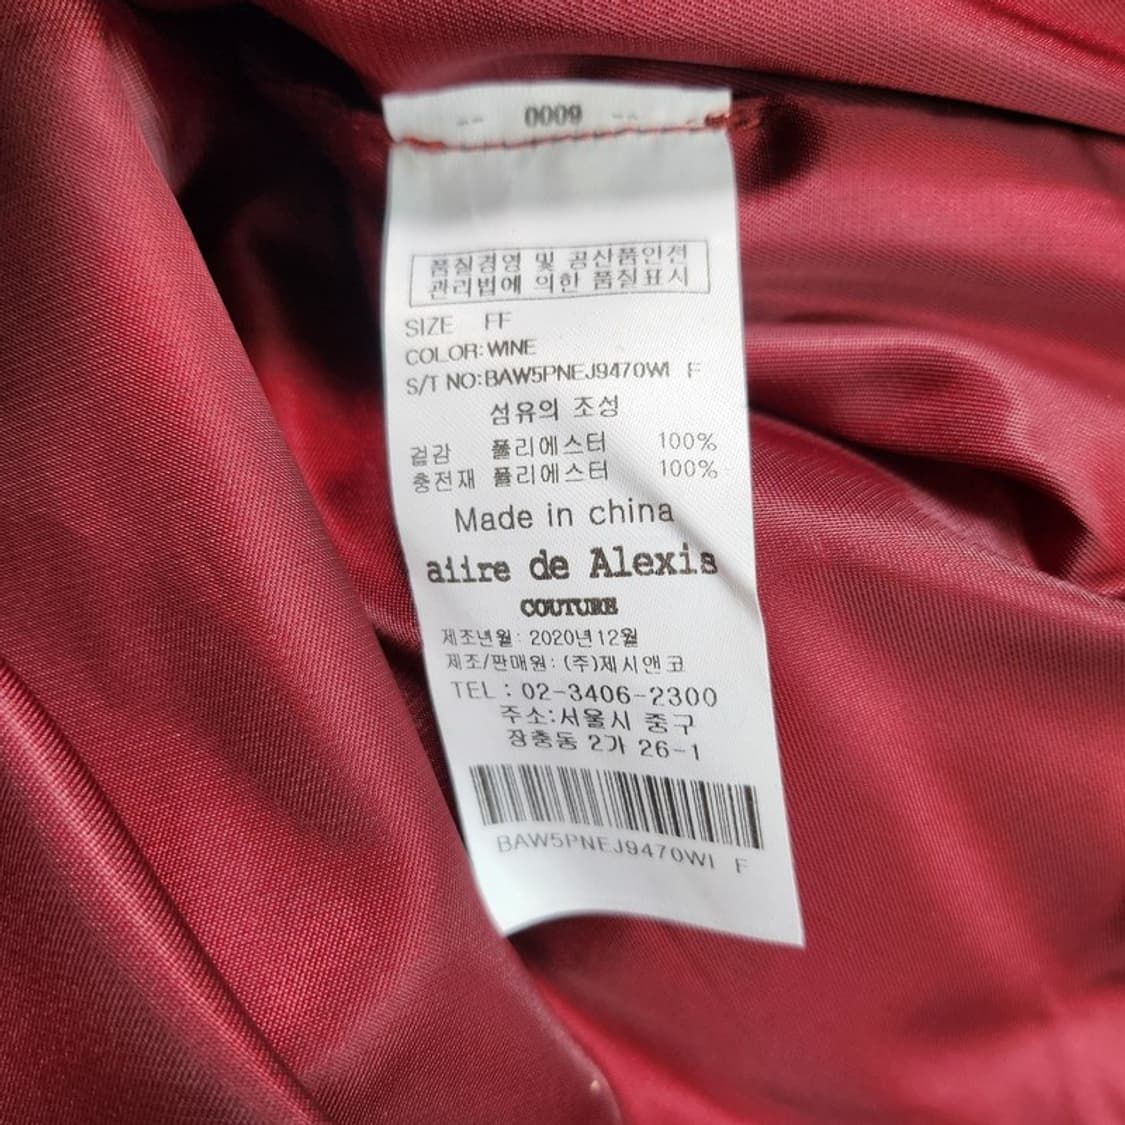 -- 0009 --
품질경영 및 공산품안전
관리법에 의한 품질표시
SIZE FF
COLOR:WINE
S/T NO:BAW5PNEJ9470WI F
섬유의 조성
겉감 폴리에스터 100%
충전재 폴리에스터 100%
Made in china
aiire de Alexis
COUTURE
제조년월: 2020년12월
제조/판매원: (주)제시앤코
TEL : 02-3406-2300
주소:서울시 중구
장충동 2가 26-1
BAW5PNEJ9470WI F